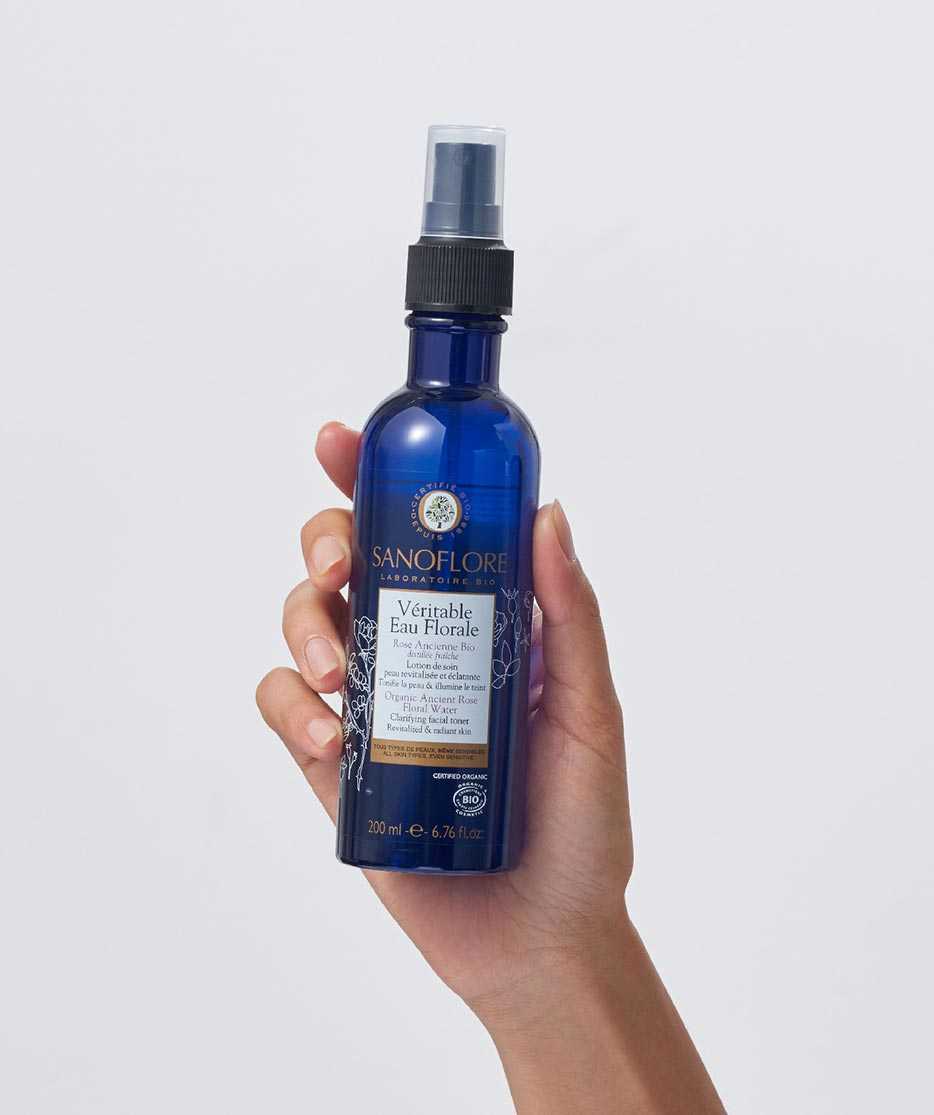 CERTIFIÉ BIO
DEPUIS 1986
SANOFLORE
LABORATOIRE BIO
Véritable
Eau Florale
Rose Ancienne Bio
distillée fraîche
Lotion de soin
peau revitalisée et éclatante
Tonifie la peau & illumine le teint
Organic Ancient Rose
Floral Water
Clarifying facial toner
Revitalized & radiant skin
TOUS TYPES DE PEAUX, MÊME SENSIBLES
ALL SKIN TYPES, EVEN SENSITIVE
CERTIFIED ORGANIC
ORGANIC
BIO
COSMETIC
200 ml -e- 6.76 fl.oz.